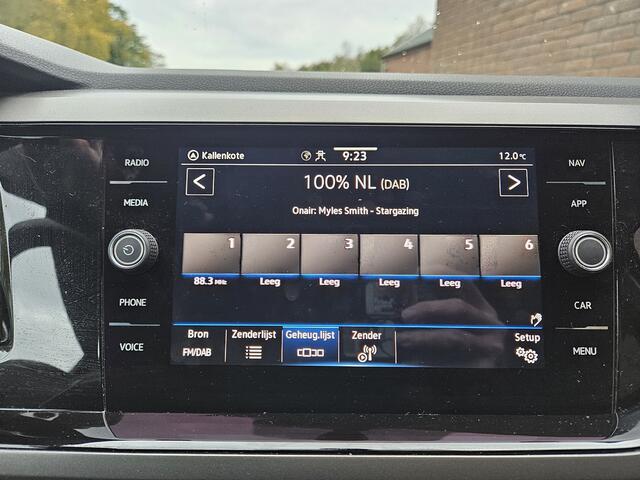 RADIO
MEDIA
PHONE
VOICE
Kallenkote
9:23
12.0°C
100% NL (DAB)
Onair: Myles Smith - Stargazing
1 2 3 4 5 6
88.3 MHz Leeg Leeg Leeg Leeg Leeg
Bron Zenderlijst Geheug.lijst Zender Setup
FM/DAB
NAV
APP
CAR
MENU